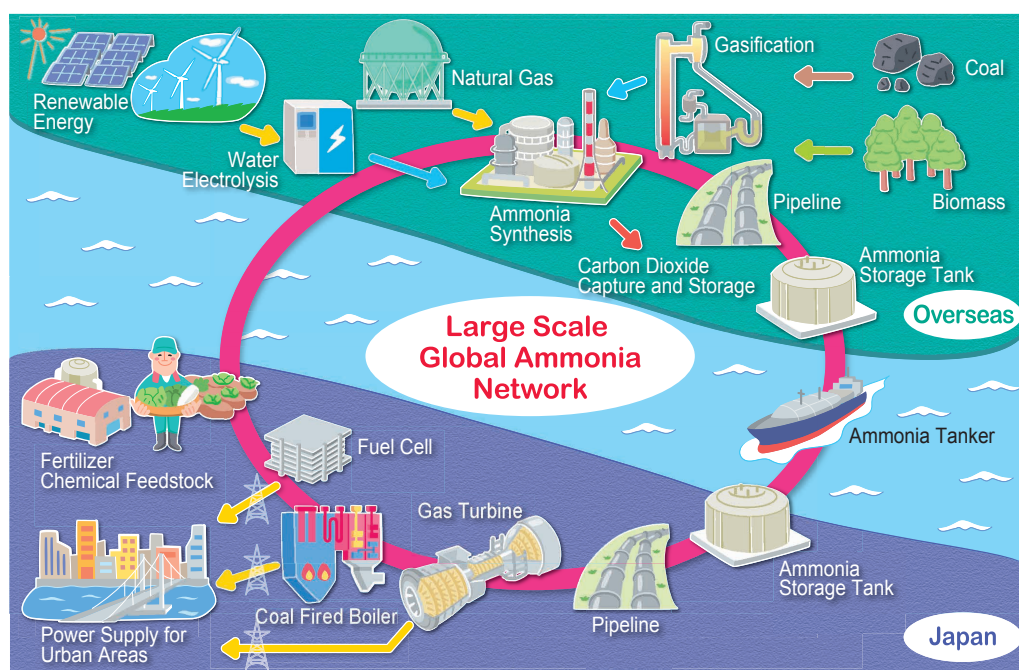 Renewable
Energy
Water
Electrolysis
Natural Gas
Gasification
Coal
Biomass
Ammonia
Synthesis
Pipeline
Carbon Dioxide
Capture and Storage
Ammonia
Storage Tank
Overseas
Large Scale
Global Ammonia
Network
Ammonia Tanker
Fertilizer
Chemical Feedstock
Fuel Cell
Gas Turbine
Coal Fired Boiler
Pipeline
Ammonia
Storage Tank
Power Supply for
Urban Areas
Japan